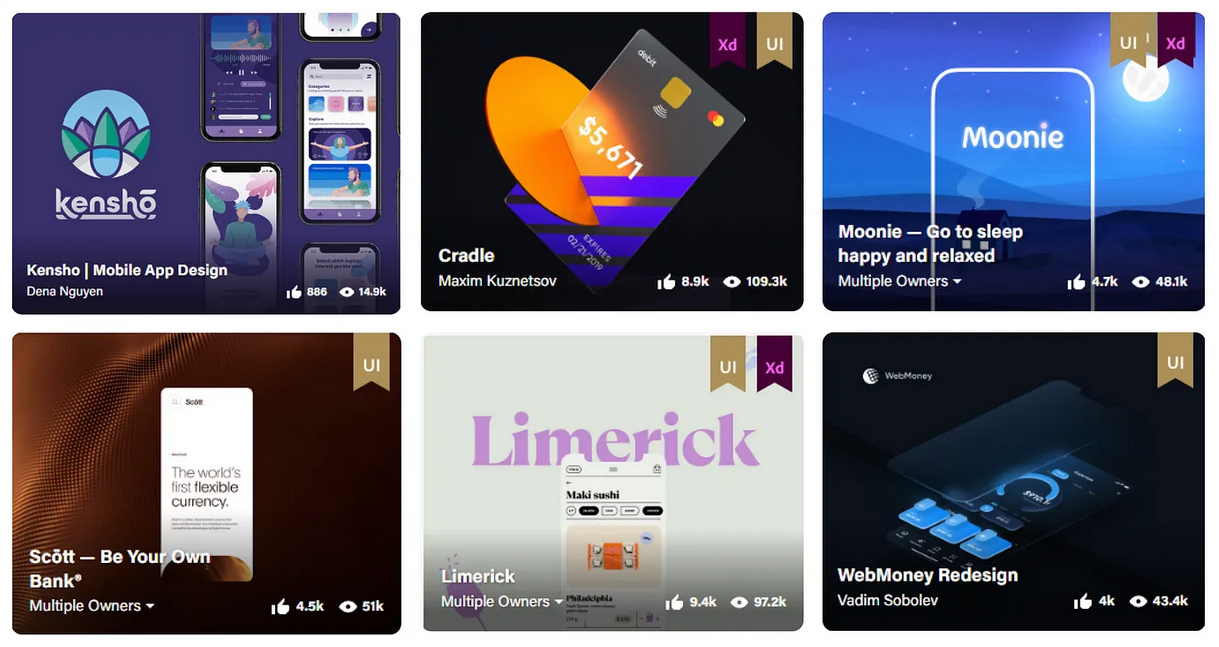 kenshō
Categories
Explore
Kensho | Mobile App Design
Dena Nguyen
886
14.9k
Xd
UI
debit
$5,671
EXPIRES
02/21/2019
Cradle
Maxim Kuznetsov
8.9k
109.3k
UI
Xd
Moonie
Moonie — Go to sleep
happy and relaxed
Multiple Owners
4.7k
48.1k
UI
Scōtt
The world's
first flexible
currency.
Scōtt — Be Your Own
Bank®
Multiple Owners
4.5k
51k
UI
Xd
Limerick
Maki sushi
Philadelphia
Limerick
Multiple Owners
9.4k
97.2k
UI
WebMoney
WebMoney Redesign
Vadim Sobolev
4k
43.4k